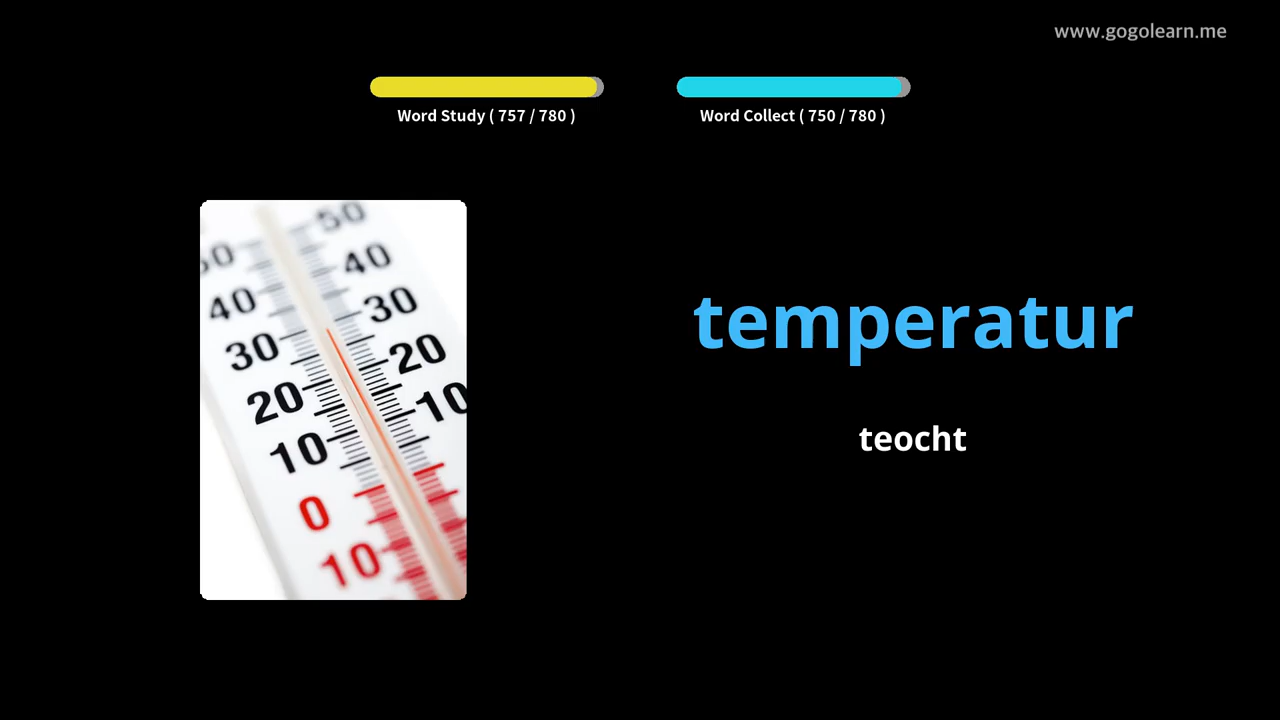 www.gogolearn.me
Word Study ( 757 / 780 )
Word Collect ( 750 / 780 )
50
50
40
40
30
30
20
20
10
10
0
10
temperatur
teocht